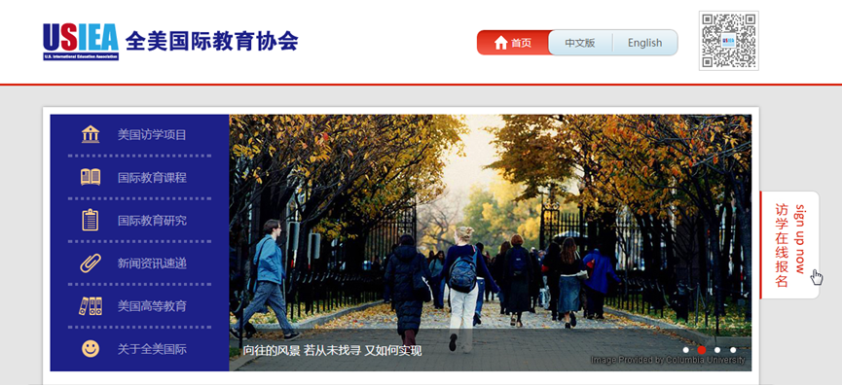 USIEA
U.S. International Education Association
全美国际教育协会
首页
中文版
English
美国访学项目
国际教育课程
国际教育研究
新闻资讯速递
美国高等教育
关于全美国际
向往的风景 若从未找寻 又如何实现
Image Provided by Columbia University
sign up now
访学在线报名